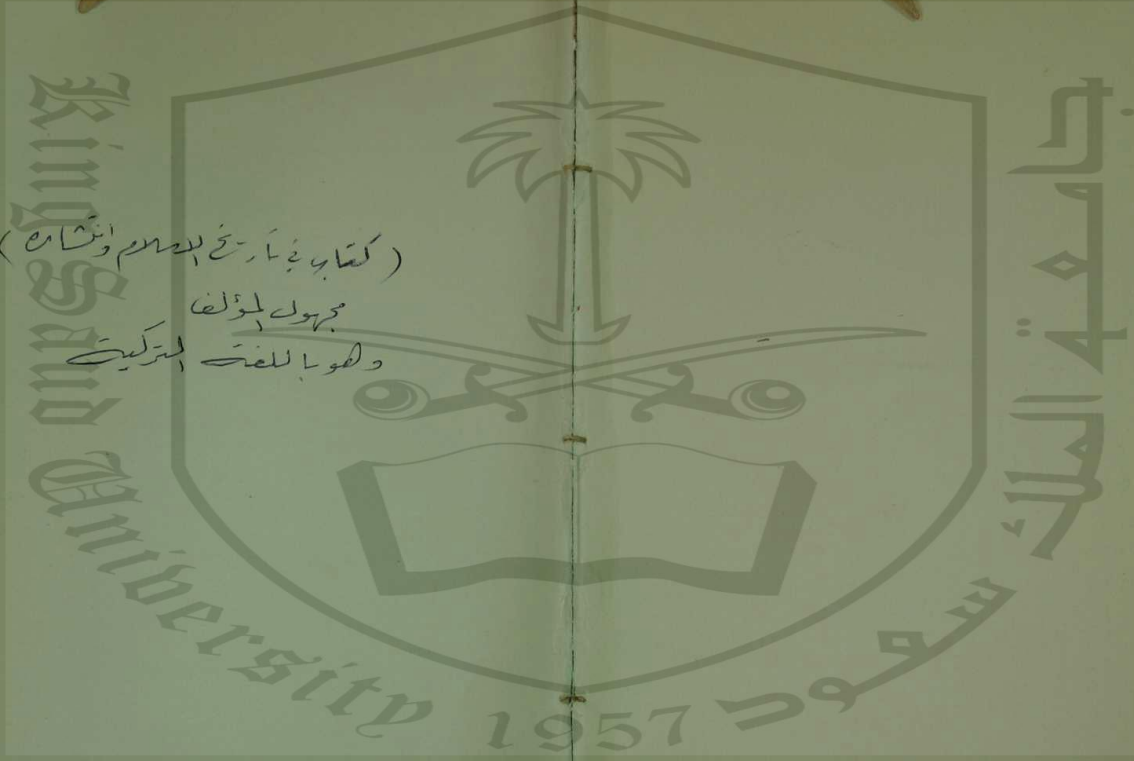 ( كتاب في تاريخ الاسلام وانتشاره )
مجهول المؤلف
وهو باللغة التركية
King Saud University 1957
جامعة الملك سعود